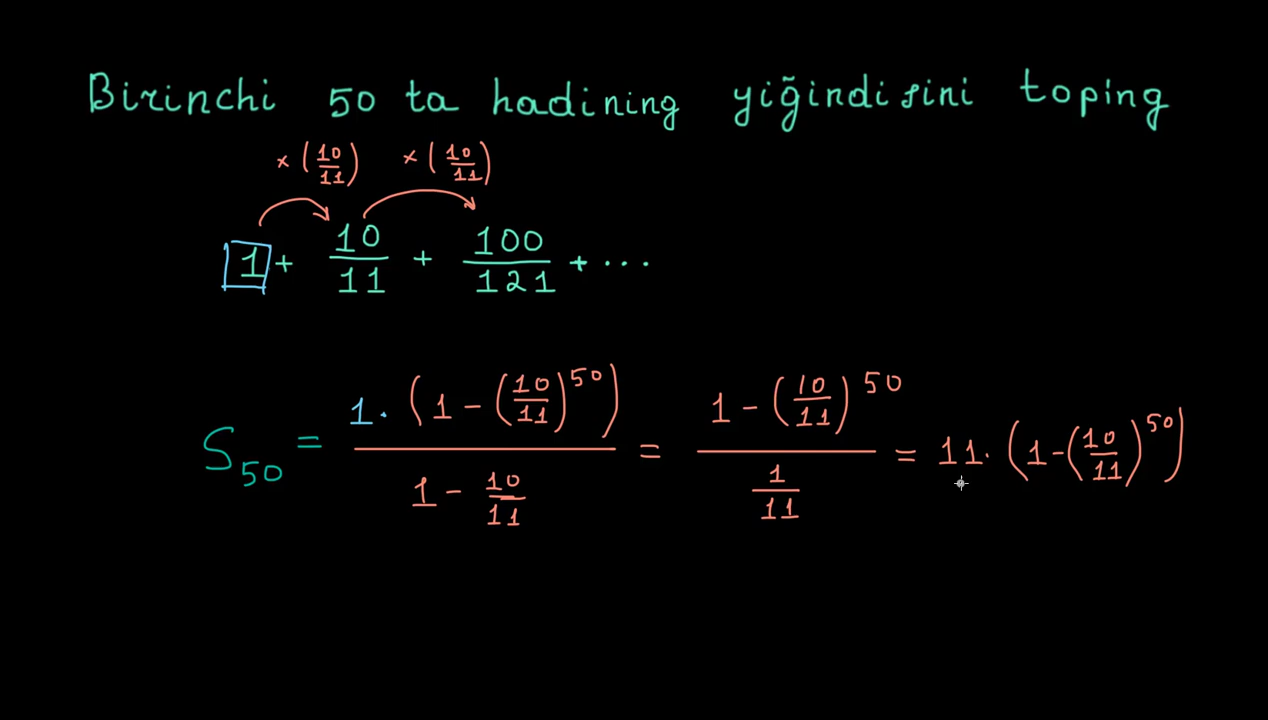 Birinchi 50 ta hadining yiğindisini toping
×(10/11) ×(10/11)
1 + 10/11 + 100/121 + ...
S₅₀ = 1·(1-(10/11)^50)/(1-10/11) = (1-(10/11)^50)/(1/11) = 11·(1-(10/11)^50)